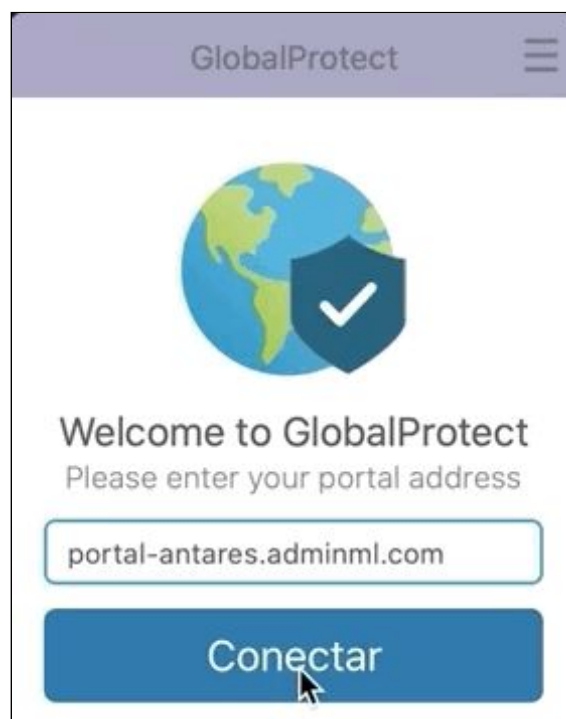 GlobalProtect
Welcome to GlobalProtect
Please enter your portal address
portal-antares.adminml.com
Conectar